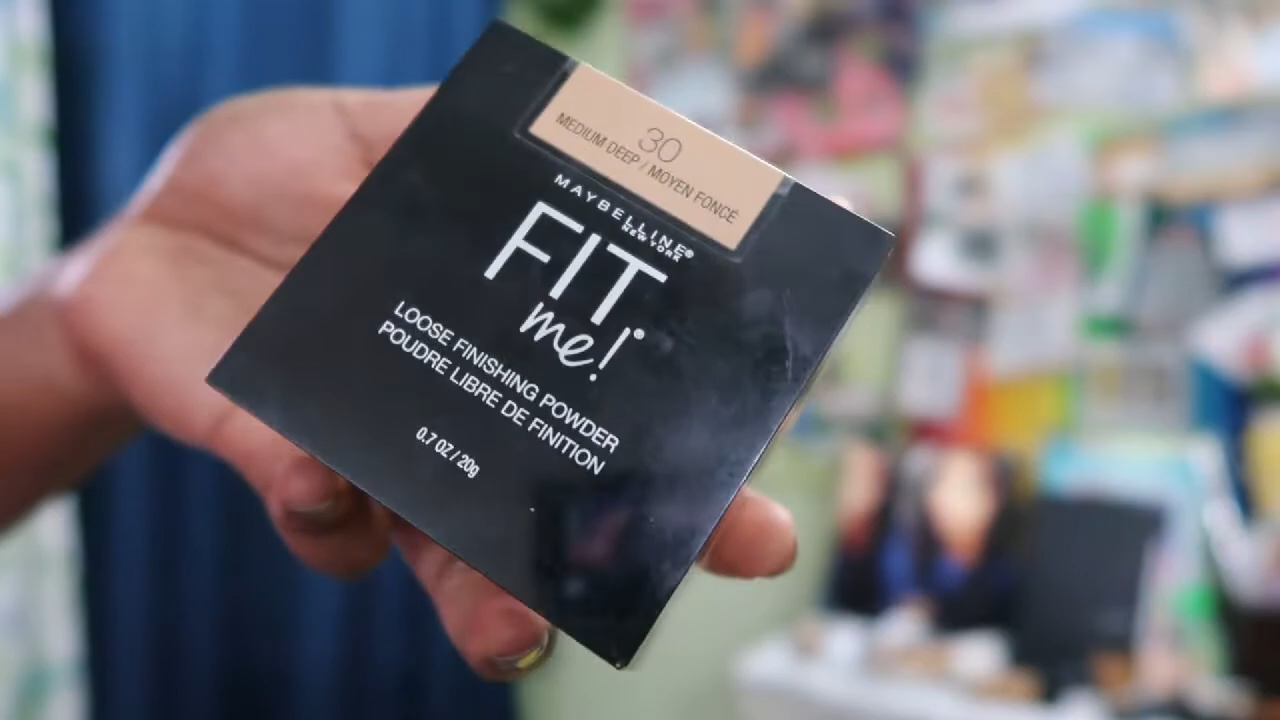 30
MEDIUM DEEP / MOYEN FONCÉ
MAYBELLINE®
NEW YORK
FIT
me!®
LOOSE FINISHING POWDER
POUDRE LIBRE DE FINITION
0.7 OZ / 20g